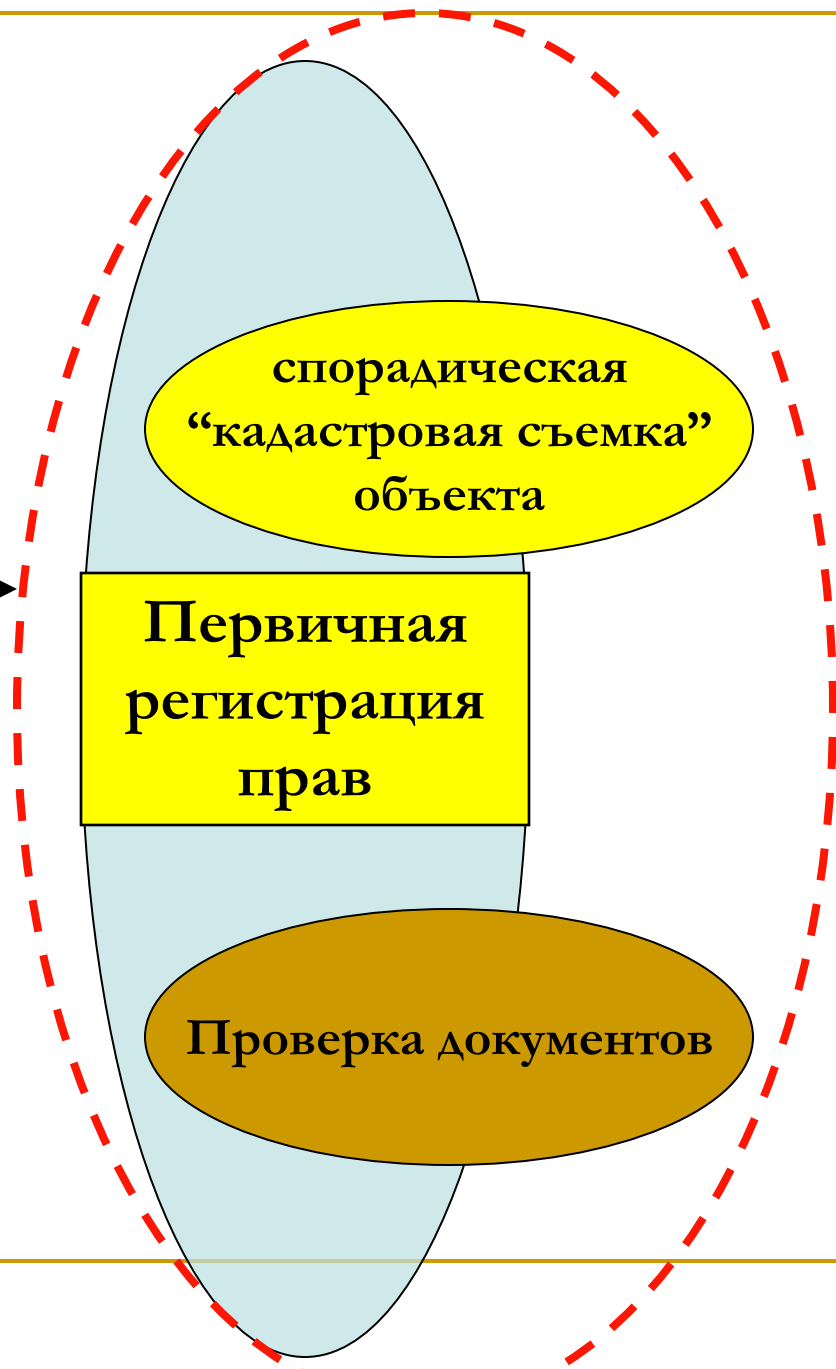 спорадическая
“кадастровая съемка”
объекта
Первичная
регистрация
прав
Проверка документов